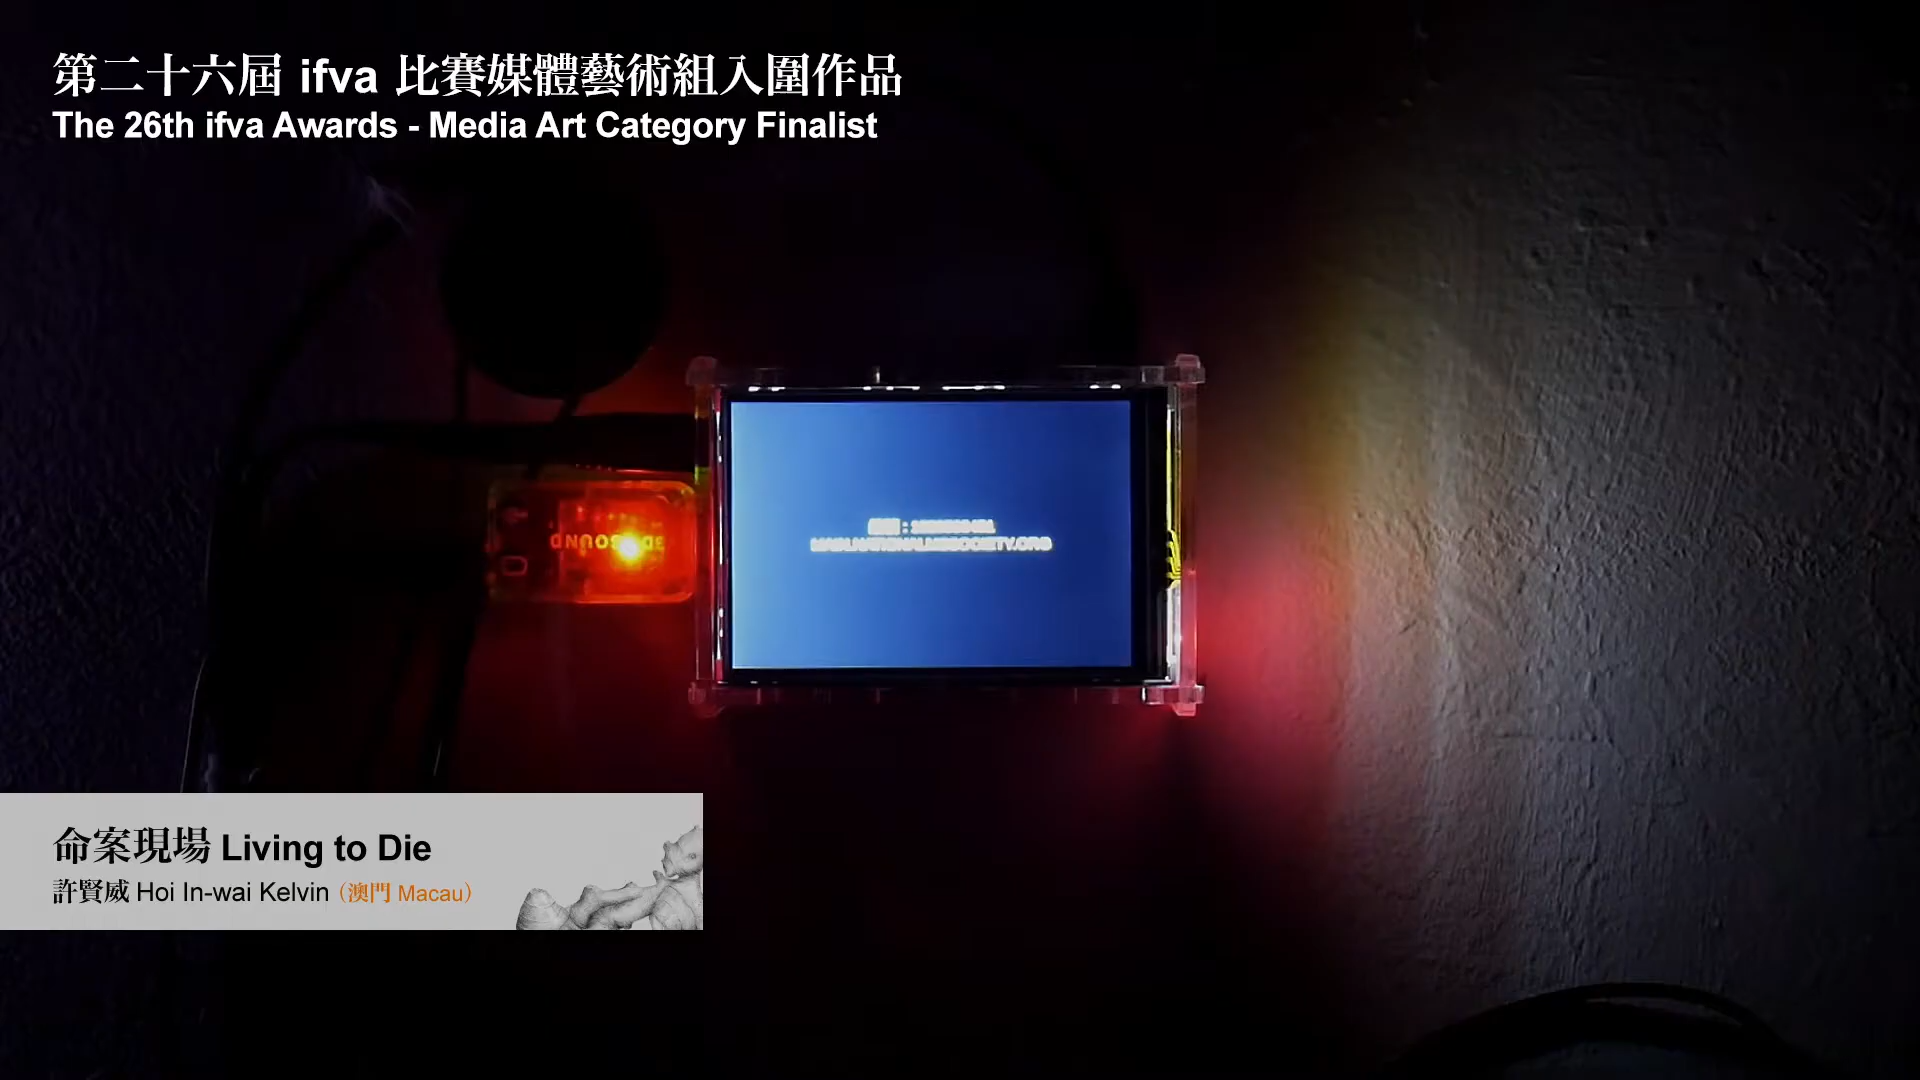 第二十六屆 ifva 比賽媒體藝術組入圍作品
The 26th ifva Awards - Media Art Category Finalist
SOUND
命案現場 Living to Die
許賢威 Hoi In-wai Kelvin（澳門 Macau）